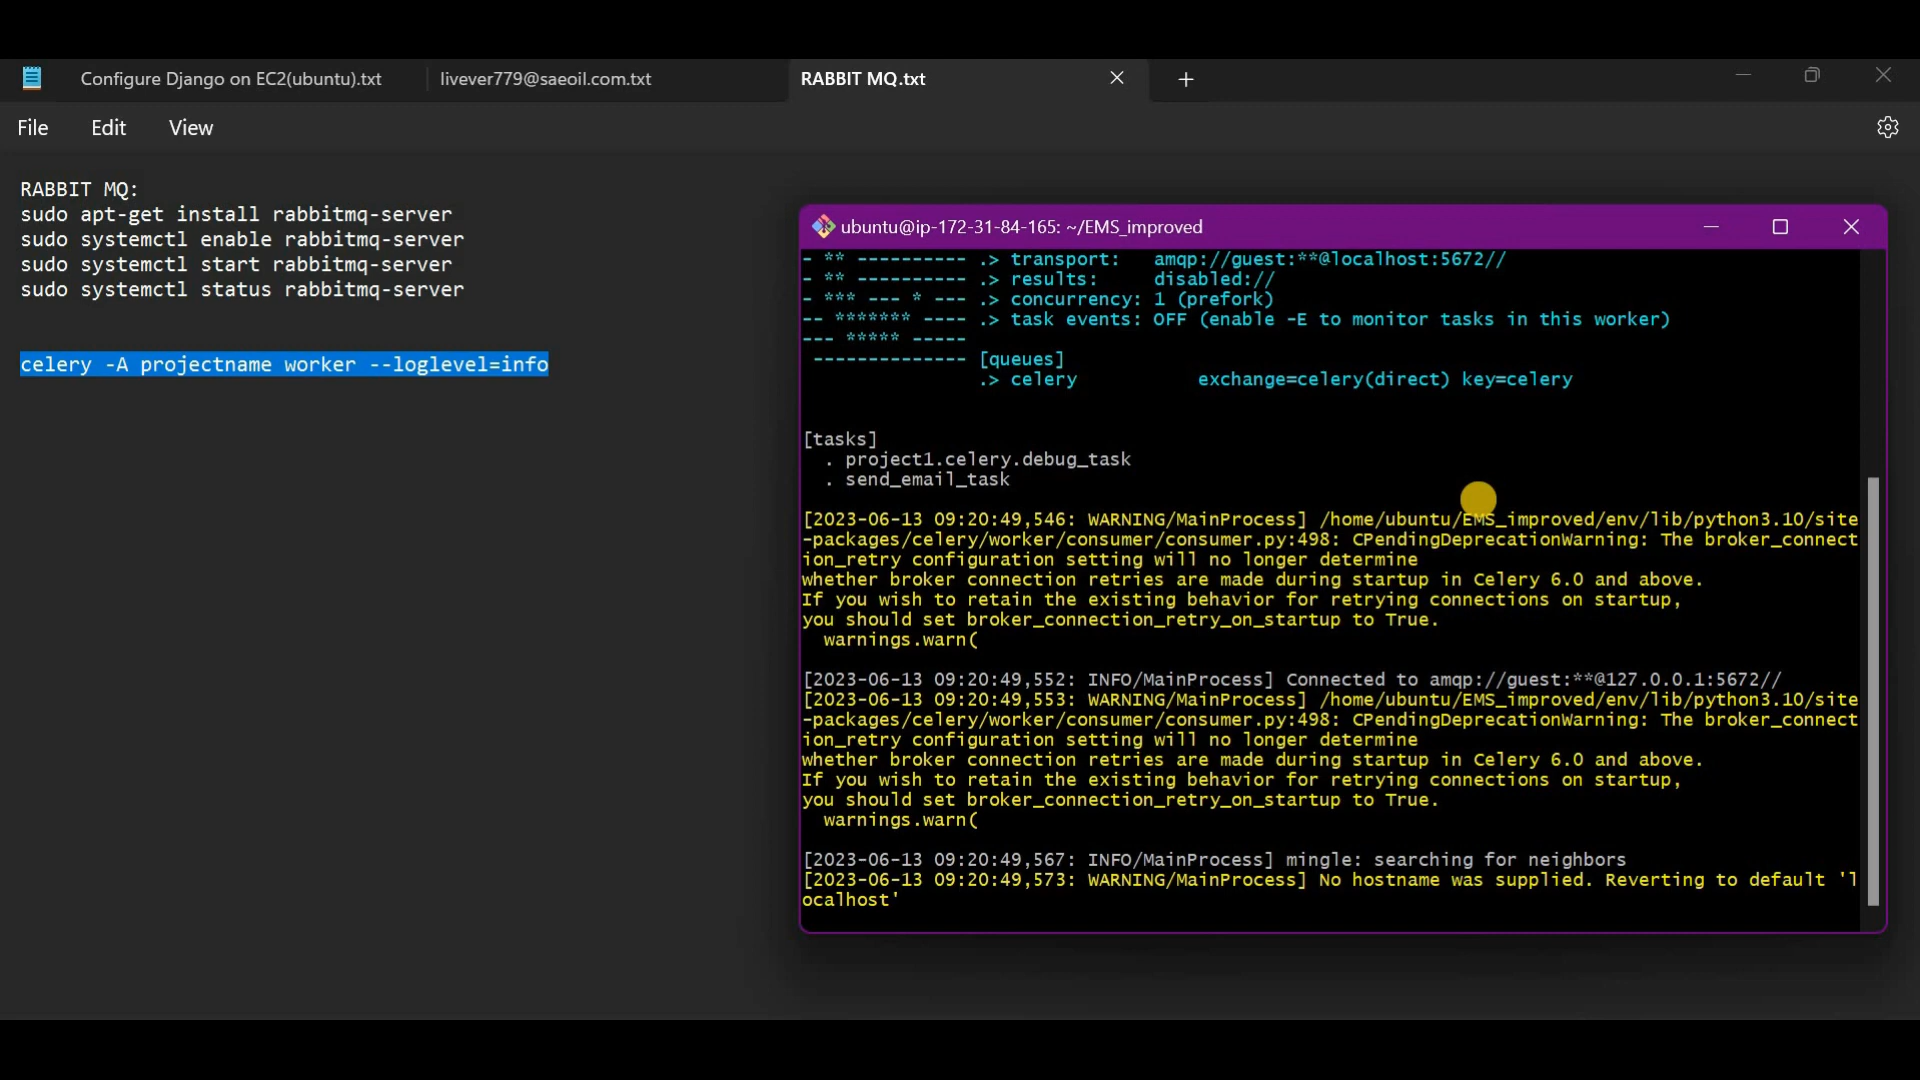 Configure Django on EC2(ubuntu).txt
livever779@saeoil.com.txt
RABBIT MQ.txt
File
Edit
View
RABBIT MQ:
sudo apt-get install rabbitmq-server
sudo systemctl enable rabbitmq-server
sudo systemctl start rabbitmq-server
sudo systemctl status rabbitmq-server
celery -A projectname worker --loglevel=info
ubuntu@ip-172-31-84-165: ~/EMS_improved
- ** ---------- .> transport:   amqp://guest:**@localhost:5672//
- ** ---------- .> results:     disabled://
- *** --- * --- .> concurrency: 1 (prefork)
-- ******* ---- .> task events: OFF (enable -E to monitor tasks in this worker)
--- ***** -----
-------------- [queues]
.> celery           exchange=celery(direct) key=celery
[tasks]
. project1.celery.debug_task
. send_email_task
[2023-06-13 09:20:49,546: WARNING/MainProcess] /home/ubuntu/EMS_improved/env/lib/python3.10/site
-packages/celery/worker/consumer/consumer.py:498: CPendingDeprecationWarning: The broker_connect
ion_retry configuration setting will no longer determine
whether broker connection retries are made during startup in Celery 6.0 and above.
If you wish to retain the existing behavior for retrying connections on startup,
you should set broker_connection_retry_on_startup to True.
warnings.warn(
[2023-06-13 09:20:49,552: INFO/MainProcess] Connected to amqp://guest:**@127.0.0.1:5672//
[2023-06-13 09:20:49,553: WARNING/MainProcess] /home/ubuntu/EMS_improved/env/lib/python3.10/site
-packages/celery/worker/consumer/consumer.py:498: CPendingDeprecationWarning: The broker_connect
ion_retry configuration setting will no longer determine
whether broker connection retries are made during startup in Celery 6.0 and above.
If you wish to retain the existing behavior for retrying connections on startup,
you should set broker_connection_retry_on_startup to True.
warnings.warn(
[2023-06-13 09:20:49,567: INFO/MainProcess] mingle: searching for neighbors
[2023-06-13 09:20:49,573: WARNING/MainProcess] No hostname was supplied. Reverting to default 'l
ocalhost'